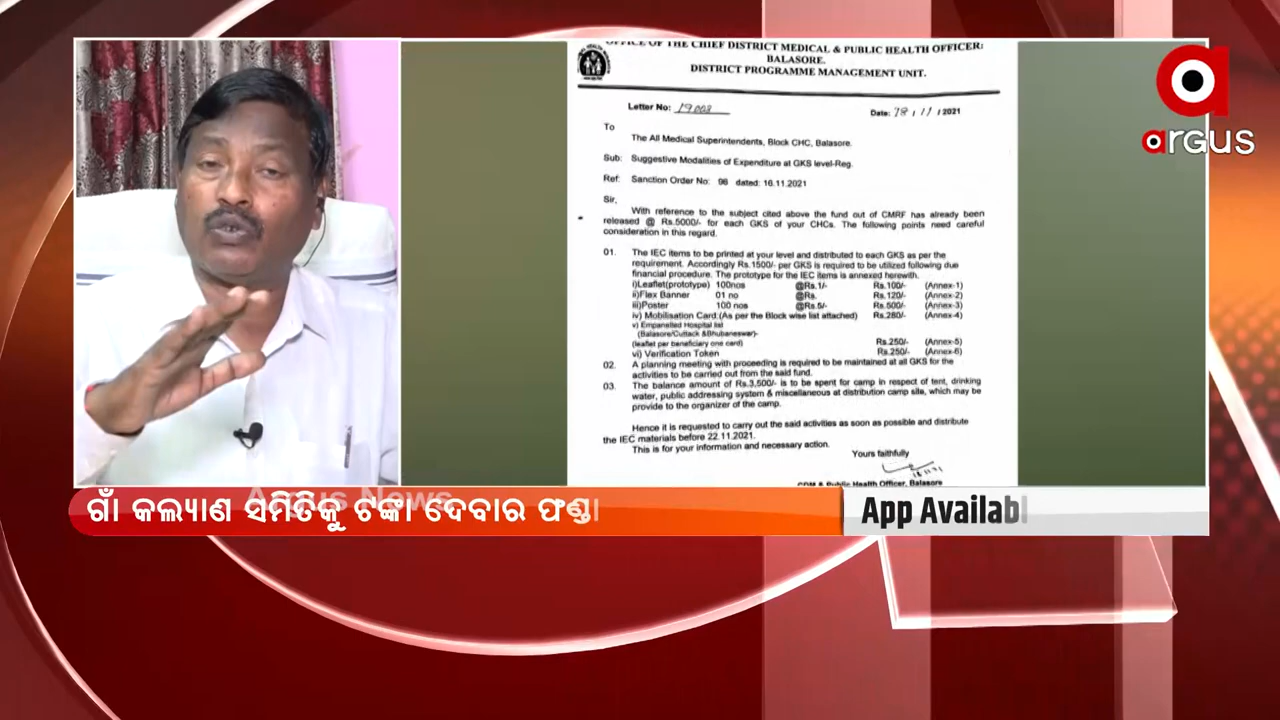 OFFICE OF THE CHIEF DISTRICT MEDICAL & PUBLIC HEALTH OFFICER:
BALASORE.
DISTRICT PROGRAMME MANAGEMENT UNIT.
Letter No: 19003
Date: 18 / 11 / 2021
To
The All Medical Superintendents, Block CHC, Balasore.
Sub: Suggestive Modalities of Expenditure at GKS level-Reg.
Ref: Sanction Order No: 96 dated: 16.11.2021
Sir,
With reference to the subject cited above the fund out of CMRF has already been
released @ Rs.5000/- for each GKS of your CHCs. The following points need careful
consideration in this regard.
01. The IEC items to be printed at your level and distributed to each GKS as per the
requirement. Accordingly Rs.1500/- per GKS is required to be utilized following due
financial procedure. The prototype for the IEC items is annexed herewith.
i)Leaflet(prototype) 100nos @Rs.1/- Rs.100/- (Annex-1)
ii)Flex Banner 01 no @Rs. Rs.120/- (Annex-2)
iii)Poster 100 nos @Rs.5/- Rs.500/- (Annex-3)
iv) Mobilisation Card:(As per the Block wise list attached) Rs.280/- (Annex-4)
v) Empanelled Hospital list
(Balasore/Cuttack &Bhubaneswar)-
(leaflet per beneficiary one card) Rs.250/- (Annex-5)
vi) Verification Token Rs.250/- (Annex-6)
02. A planning meeting with proceeding is required to be maintained at all GKS for the
activities to be carried out from the said fund.
03. The balance amount of Rs.3,500/- is to be spent for camp in respect of tent, drinking
water, public addressing system & miscellaneous at distribution camp site, which may be
provide to the organizer of the camp.
Hence it is requested to carry out the said activities as soon as possible and distribute
the IEC materials before 22.11.2021.
This is for your information and necessary action.
Yours faithfully
CDM & Public Health Officer, Balasore
argus
Argus News
ଗାଁ କଲ୍ୟାଣ ସମିତିକୁ ଟଙ୍କା ଦେବାର ଫଣ୍ଡା
App Availabl